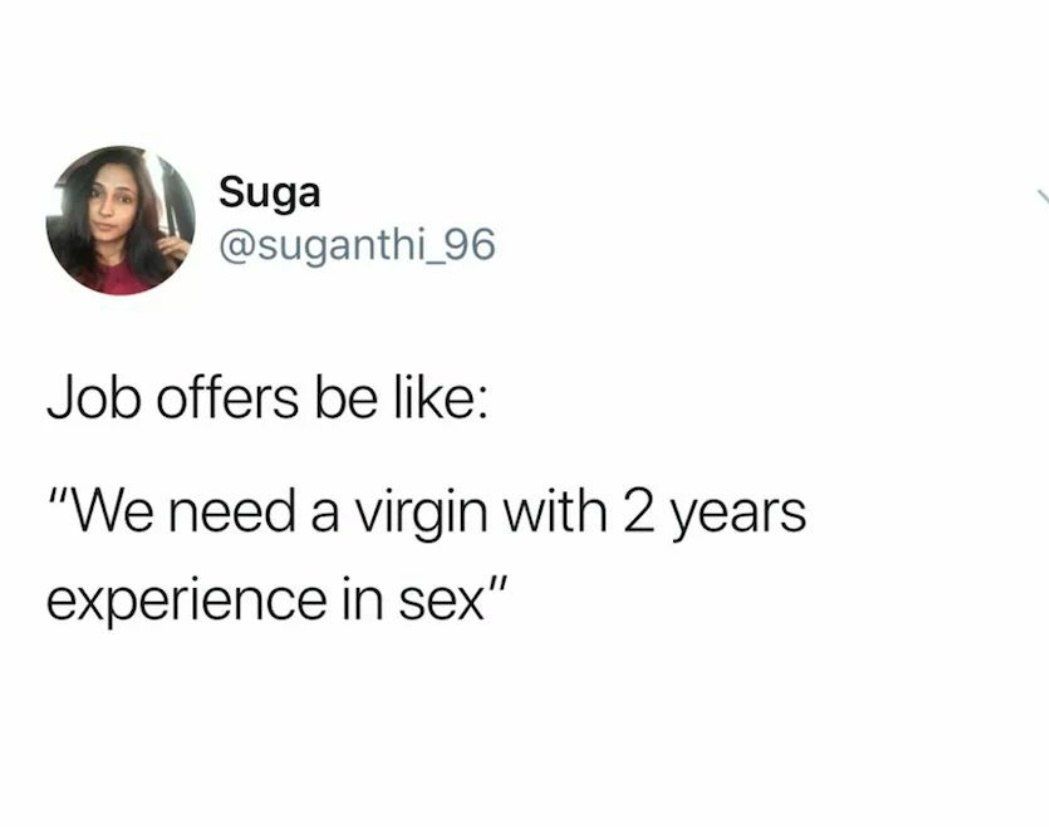 Suga
@suganthi_96
Job offers be like:
"We need a virgin with 2 years
experience in sex"